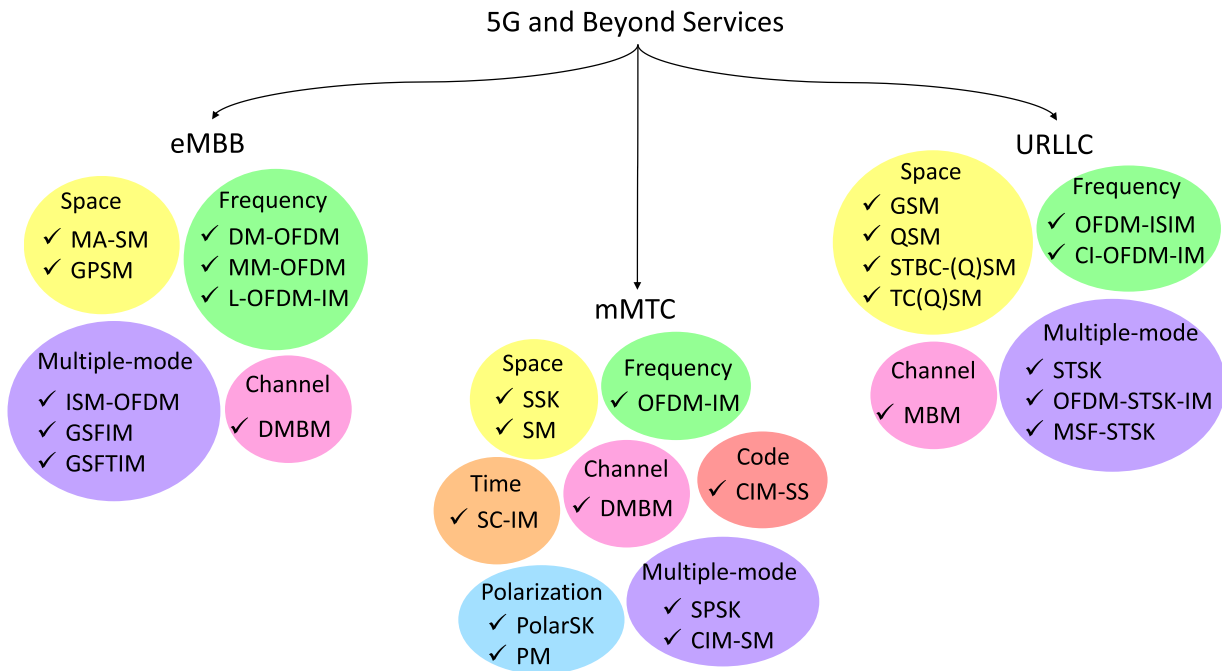 5G and Beyond Services
eMBB
Space
✓ MA-SM
✓ GPSM
Frequency
✓ DM-OFDM
✓ MM-OFDM
✓ L-OFDM-IM
Multiple-mode
✓ ISM-OFDM
✓ GSFIM
✓ GSFTIM
Channel
✓ DMBM
mMTC
Space
✓ SSK
✓ SM
Frequency
✓ OFDM-IM
Time
✓ SC-IM
Channel
✓ DMBM
Code
✓ CIM-SS
Polarization
✓ PolarSK
✓ PM
Multiple-mode
✓ SPSK
✓ CIM-SM
URLLC
Space
✓ GSM
✓ QSM
✓ STBC-(Q)SM
✓ TC(Q)SM
Frequency
✓ OFDM-ISIM
✓ CI-OFDM-IM
Channel
✓ MBM
Multiple-mode
✓ STSK
✓ OFDM-STSK-IM
✓ MSF-STSK